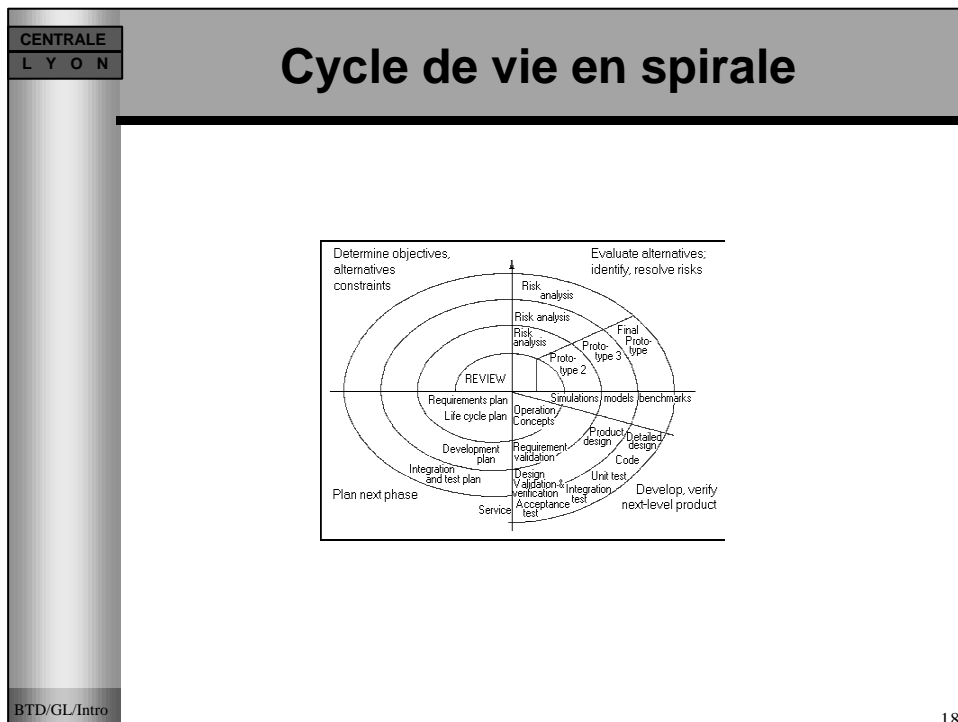 CENTRALE
L Y O N
Cycle de vie en spirale
Determine objectives,
alternatives
constraints
Evaluate alternatives;
identify, resolve risks
Risk
analysis
Risk analysis
Risk
analysis
Final
Proto-
type
Proto-
type 3
Proto-
type 2
REVIEW
Requirements plan
Life cycle plan
Simulations models benchmarks
Operation
Concepts
Product
design
Detailed
design
Development
plan
Requirement
validation
Code
Integration
and test plan
Design
Validation &
verification
Unit test
Integration
test
Plan next phase
Develop, verify
next-level product
Service
Acceptance
test
BTD/GL/Intro
18